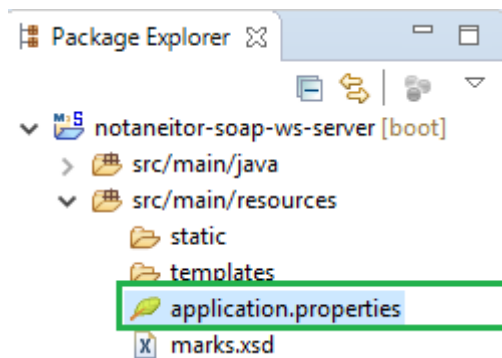 Package Explorer
notaneitor-soap-ws-server [boot]
src/main/java
src/main/resources
static
templates
application.properties
marks.xsd